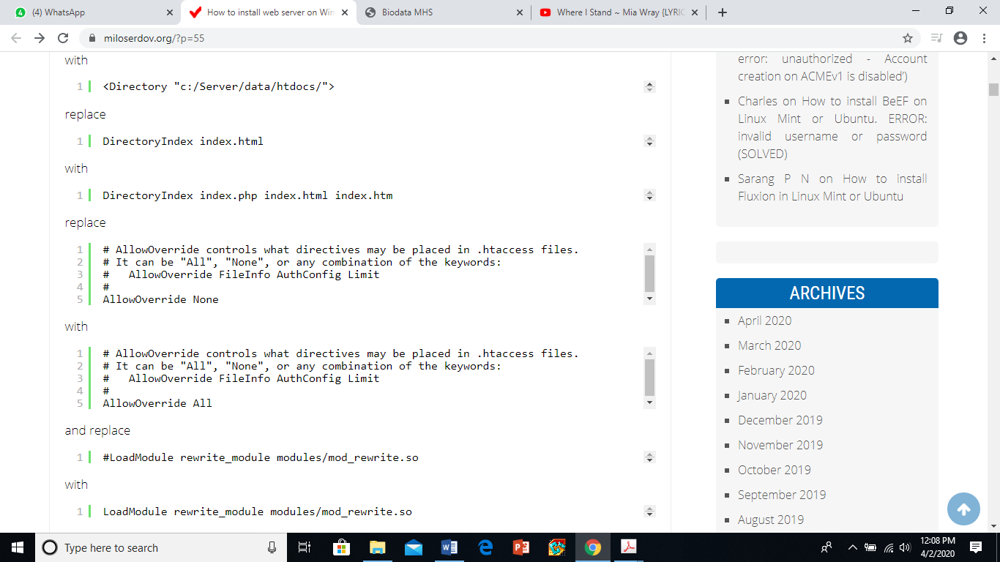 (4) WhatsApp
How to install web server on Win
Biodata MHS
Where I Stand ~ Mia Wray {LYRIC
miloserdov.org/?p=55
with
1 <Directory "c:/Server/data/htdocs/">
replace
1 DirectoryIndex index.html
with
1 DirectoryIndex index.php index.html index.htm
replace
1 # AllowOverride controls what directives may be placed in .htaccess files.
2 # It can be "All", "None", or any combination of the keywords:
3 #   AllowOverride FileInfo AuthConfig Limit
4 #
5 AllowOverride None
with
1 # AllowOverride controls what directives may be placed in .htaccess files.
2 # It can be "All", "None", or any combination of the keywords:
3 #   AllowOverride FileInfo AuthConfig Limit
4 #
5 AllowOverride All
and replace
1 #LoadModule rewrite_module modules/mod_rewrite.so
with
1 LoadModule rewrite_module modules/mod_rewrite.so
error: unauthorized - Account
creation on ACMEv1 is disabled')
Charles on How to install BeEF on
Linux Mint or Ubuntu. ERROR:
invalid username or password
(SOLVED)
Sarang P N on How to install
Fluxion in Linux Mint or Ubuntu
ARCHIVES
April 2020
March 2020
February 2020
January 2020
December 2019
November 2019
October 2019
September 2019
August 2019
Type here to search
12:08 PM
4/2/2020